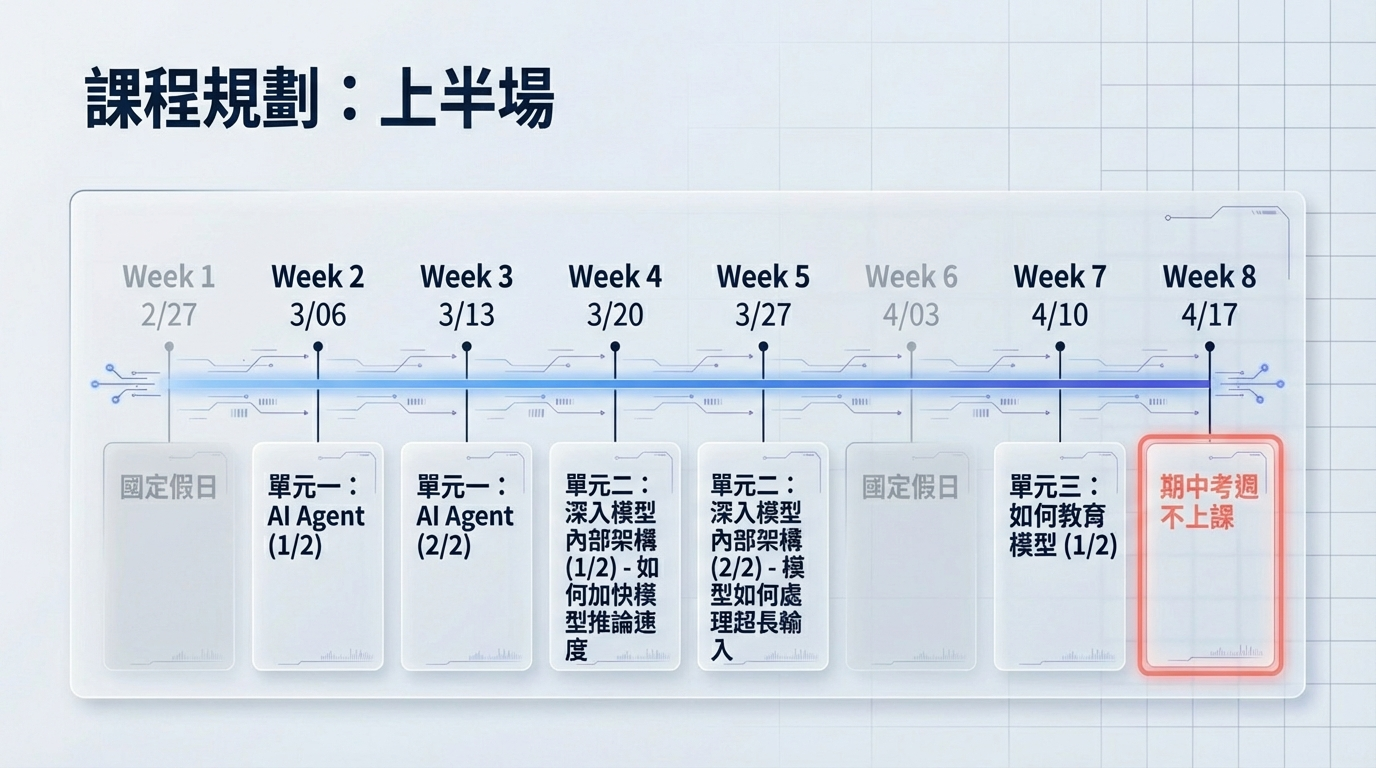 課程規劃：上半場
Week 1
2/27
Week 2
3/06
Week 3
3/13
Week 4
3/20
Week 5
3/27
Week 6
4/03
Week 7
4/10
Week 8
4/17
國定假日
單元一：
AI Agent
(1/2)
單元一：
AI Agent
(2/2)
單元二：
深入模型
內部架構
(1/2) - 如
何加快模
型推論速
度
單元二：
深入模型
內部架構
(2/2) - 模
型如何處
理超長輸
入
國定假日
單元三：
如何教育
模型 (1/2)
期中考週
不上課